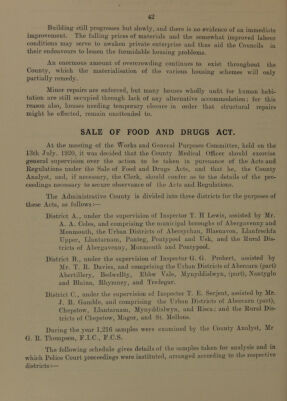 42
Building still progresses but slowly, and there is no evidence of an immediate
improvement. The falling prices of materials and the somewhat improved labour
conditions may serve to awaken private enterprise and thus aid the Councils in
their endeavours to lessen the formidable housing problems.
An enormous amount of overcrowding continues to exist throughout the
County, which the materialisation of the various housing schemes will only
partially remedy.
Minor repairs are enforced, but many houses wholly unfit for human habi-
tation are still occupied through lack of any alternative accommodation; for this
reason also, houses needing temporary closure in order that structural repairs
might be effected, remain unattended to.
SALE OF FOOD AND DRUGS ACT.
At the meeting of the Works and General Purposes Committee, held on the
13th July, 1920, it was decided that the County Medical Officer should exercise
general supervision over the action to be taken in pursuance of the Acts and
Regulations under the Sale of Food and Drugs Acts, and that he, the County
Analyst, and, if necessary, the Clerk, should confer as to the details of the pro-
ceedings necessary to secure observance of the Acts and Regulations.
The Administrative County is divided into three districts for the purposes of
these Acts, as follows:—
District A., under the supervision of Inspector T. H Lewis, assisted by Mr.
A. A. Coles, and comprising the municipal boroughs of Abergavenny and
Monmouth, the Urban Districts of Abersychan, Blaenavon, Llanfrechfa
Upper, Llantarnam, Panteg, Pontypool and Usk, and the Rural Dis-
tricts of Abergavenny, Monmouth and Pontypool.
District B., under the supervision of Inspector G. G. Probert, assisted by
Mr. T. R. Davies, and comprising the Urban Districts of Abercarn (part)
Abertillery, Bedwellty, Ebbw Vale, Mynyddislwyn, (part), Nantyglo
and Blaina, Rhymney, and Tredegar.
District C., under the supervision of Inspector T. E. Serjent, assisted by Mr.
J. B. Gamble, and comprising the Urban Districts of Abercarn (part),
Chepstow, Llantarnam, Mynyddislwyn, and Risca; and the Rural Dis-
tricts of Chepstow, Magor, and St. Mellons.
During the year 1,216 samples were examined by the County Analyst, Mr
G. R. Thompson, F.I.C., F.C.S.
The following schedule gives details of the samples taken for analysis and in
which Police Court proceedings were instituted, arranged according to the respective
districts:—